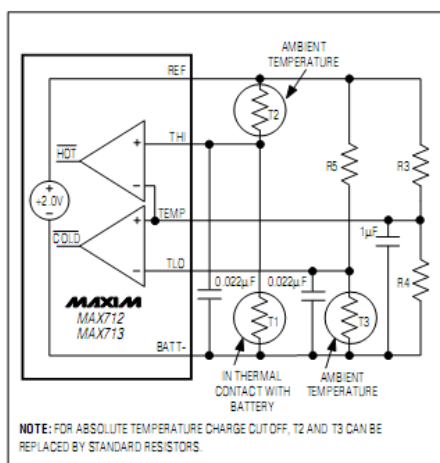 AMBIENT
TEMPERATURE
REF
T2
THI
HOT
R5
R3
+2.0V
TEMP
COLD
1µF
TLO
0.022µF
0.022µF
R4
MAXIM
MAX712
MAX713
T1
T3
BATT-
IN THERMAL
CONTACT WITH
BATTERY
AMBIENT
TEMPERATURE
NOTE: FOR ABSOLUTE TEMPERATURE CHARGE CUTOFF, T2 AND T3 CAN BE
REPLACED BY STANDARD RESISTORS.